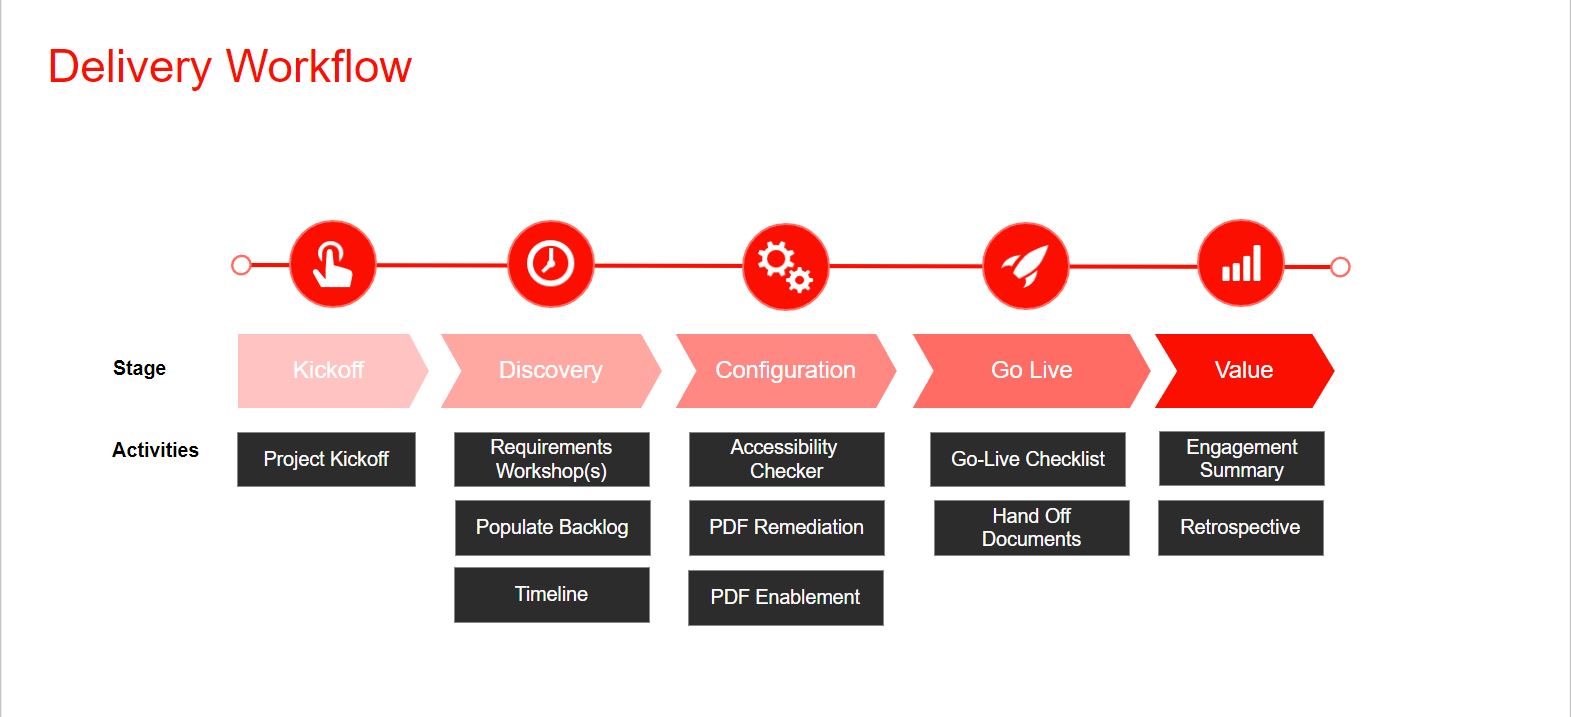 Delivery Workflow
Stage
Kickoff
Discovery
Configuration
Go Live
Value
Activities
Project Kickoff
Requirements
Workshop(s)
Accessibility
Checker
Go-Live Checklist
Engagement
Summary
Populate Backlog
PDF Remediation
Hand Off
Documents
Retrospective
Timeline
PDF Enablement